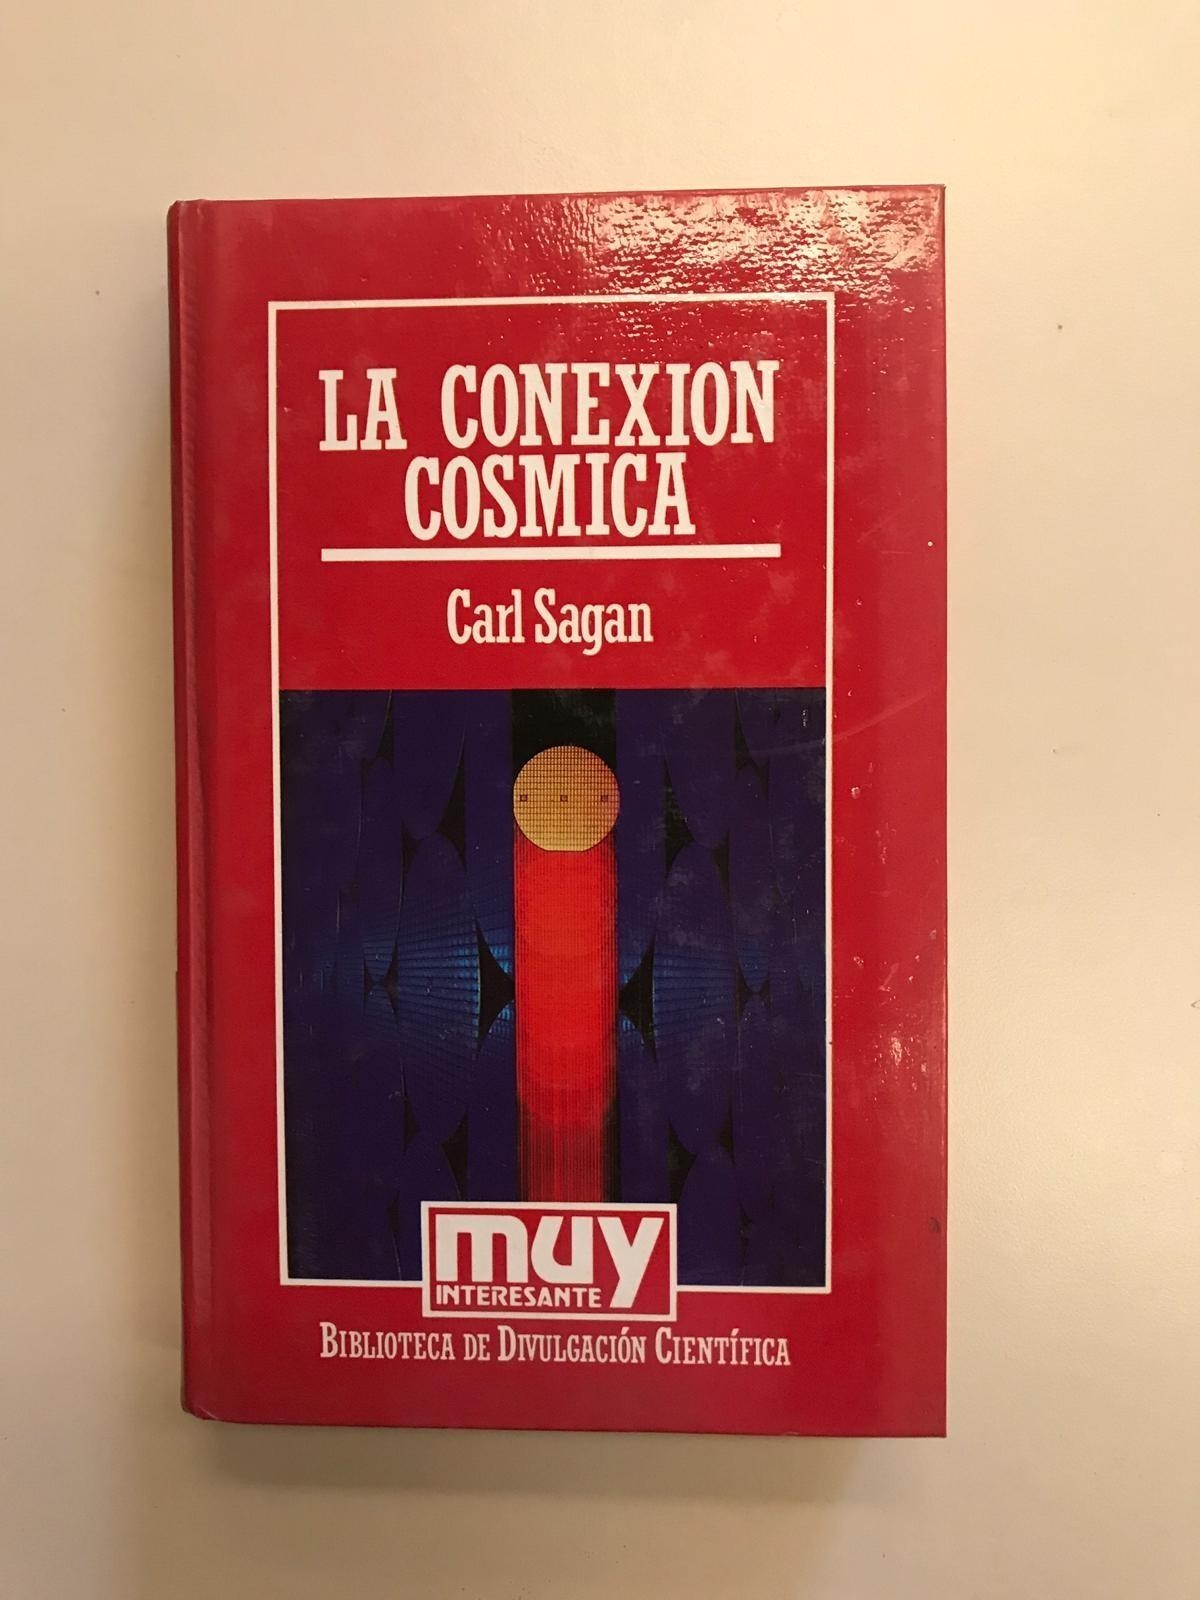 LA CONEXION
COSMICA
Carl Sagan
muy
INTERESANTE
BIBLIOTECA DE DIVULGACIÓN CIENTÍFICA